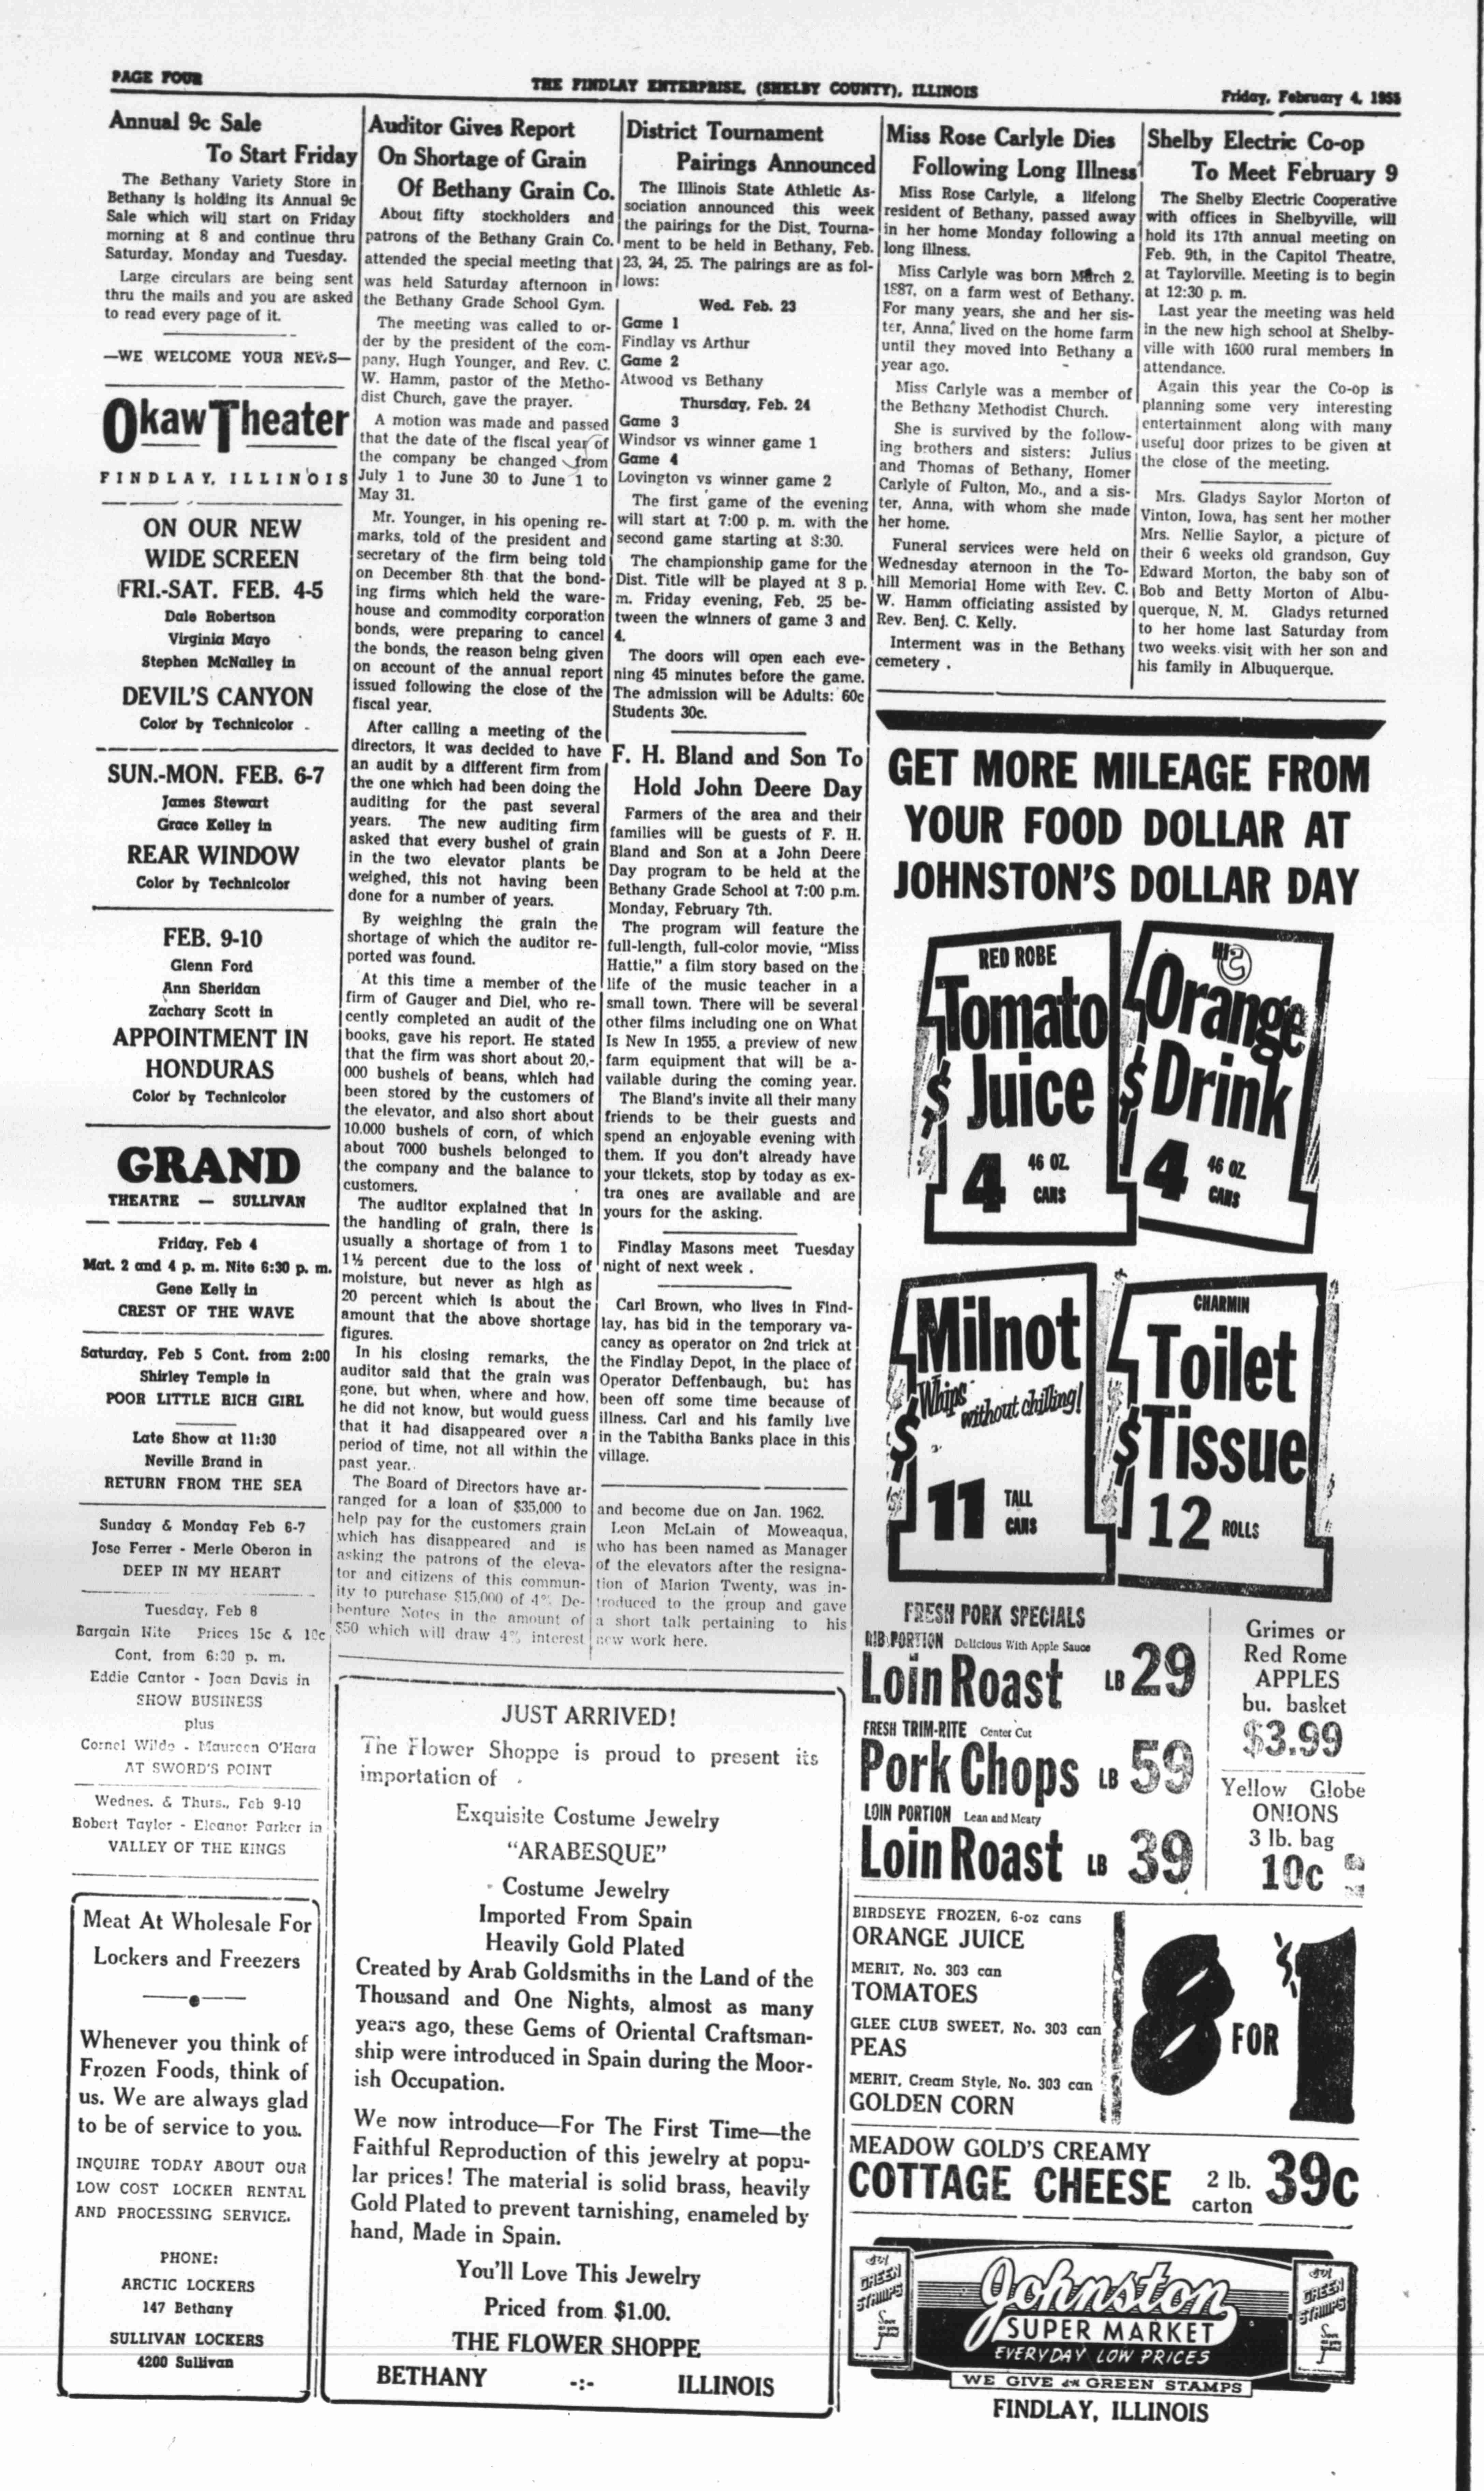 PAGE FOUR
THE FINDLAY ENTERPRISE, (SHELBY COUNTY), ILLINOIS
Friday, February 4, 1955
Annual 9c Sale
To Start Friday
The Bethany Variety Store in
Bethany is holding its Annual 9c
Sale which will start on Friday
morning at 8 and continue thru
Saturday, Monday and Tuesday.
Large circulars are being sent
thru the mails and you are asked
to read every page of it.
—WE WELCOME YOUR NEWS—
Okaw Theater
FINDLAY, ILLINOIS
ON OUR NEW
WIDE SCREEN
FRI.-SAT. FEB. 4-5
Dale Robertson
Virginia Mayo
Stephen McNalley in
DEVIL'S CANYON
Color by Technicolor
SUN.-MON. FEB. 6-7
James Stewart
Grace Kelley in
REAR WINDOW
Color by Technicolor
FEB. 9-10
Glenn Ford
Ann Sheridan
Zachary Scott in
APPOINTMENT IN
HONDURAS
Color by Technicolor
GRAND
THEATRE — SULLIVAN
Friday, Feb 4
Mat. 2 and 4 p. m. Nite 6:30 p. m.
Gene Kelly in
CREST OF THE WAVE
Saturday, Feb 5 Cont. from 2:00
Shirley Temple in
POOR LITTLE RICH GIRL
Late Show at 11:30
Neville Brand in
RETURN FROM THE SEA
Sunday & Monday Feb 6-7
Jose Ferrer - Merle Oberon in
DEEP IN MY HEART
Tuesday, Feb 8
Bargain Nite Prices 15c & 10c
Cont. from 6:30 p. m.
Eddie Cantor - Joan Davis in
SHOW BUSINESS
plus
Cornel Wilde - Maureen O'Hara
AT SWORD'S POINT
Wednes. & Thurs., Feb 9-10
Robert Taylor - Eleanor Parker in
VALLEY OF THE KINGS
Meat At Wholesale For
Lockers and Freezers
Whenever you think of
Frozen Foods, think of
us. We are always glad
to be of service to you.
INQUIRE TODAY ABOUT OUR
LOW COST LOCKER RENTAL
AND PROCESSING SERVICE.
PHONE:
ARCTIC LOCKERS
147 Bethany
SULLIVAN LOCKERS
4200 Sullivan
Auditor Gives Report
On Shortage of Grain
Of Bethany Grain Co.
About fifty stockholders and
patrons of the Bethany Grain Co.
attended the special meeting that
was held Saturday afternoon in
the Bethany Grade School Gym.
The meeting was called to or-
der by the president of the com-
pany, Hugh Younger, and Rev. C.
W. Hamm, pastor of the Metho-
dist Church, gave the prayer.
A motion was made and passed
that the date of the fiscal year of
the company be changed from
July 1 to June 30 to June 1 to
May 31.
Mr. Younger, in his opening re-
marks, told of the president and
secretary of the firm being told
on December 8th that the bond-
ing firms which held the ware-
house and commodity corporation
bonds, were preparing to cancel
the bonds, the reason being given
on account of the annual report
issued following the close of the
fiscal year.
After calling a meeting of the
directors, it was decided to have
an audit by a different firm from
the one which had been doing the
auditing for the past several
years. The new auditing firm
asked that every bushel of grain
in the two elevator plants be
weighed, this not having been
done for a number of years.
By weighing the grain the
shortage of which the auditor re-
ported was found.
At this time a member of the
firm of Gauger and Diel, who re-
cently completed an audit of the
books, gave his report. He stated
that the firm was short about 20,-
000 bushels of beans, which had
been stored by the customers of
the elevator, and also short about
10.000 bushels of corn, of which
about 7000 bushels belonged to
the company and the balance to
customers.
The auditor explained that in
the handling of grain, there is
usually a shortage of from 1 to
1½ percent due to the loss of
moisture, but never as high as
20 percent which is about the
amount that the above shortage
figures.
In his closing remarks, the
auditor said that the grain was
gone, but when, where and how,
he did not know, but would guess
that it had disappeared over a
period of time, not all within the
past year.
The Board of Directors have ar-
ranged for a loan of $35,000 to
help pay for the customers grain
which has disappeared and is
asking the patrons of the eleva-
tor and citizens of this commun-
ity to purchase $15,000 of 4% De-
benture Notes in the amount of
$50 which will draw 4% interest
and become due on Jan. 1962.
Leon McLain of Moweaqua,
who has been named as Manager
of the elevators after the resigna-
tion of Marion Twenty, was in-
troduced to the group and gave
a short talk pertaining to his
new work here.
District Tournament
Pairings Announced
The Illinois State Athletic As-
sociation announced this week
the pairings for the Dist. Tourna-
ment to be held in Bethany, Feb.
23, 24, 25. The pairings are as fol-
lows:
Wed. Feb. 23
Game 1
Findlay vs Arthur
Game 2
Atwood vs Bethany
Thursday, Feb. 24
Game 3
Windsor vs winner game 1
Game 4
Lovington vs winner game 2
The first game of the evening
will start at 7:00 p. m. with the
second game starting at 8:30.
The championship game for the
Dist. Title will be played at 8 p.
m. Friday evening, Feb. 25 be-
tween the winners of game 3 and
4.
The doors will open each eve-
ning 45 minutes before the game.
The admission will be Adults: 60c
Students 30c.
F. H. Bland and Son To
Hold John Deere Day
Farmers of the area and their
families will be guests of F. H.
Bland and Son at a John Deere
Day program to be held at the
Bethany Grade School at 7:00 p.m.
Monday, February 7th.
The program will feature the
full-length, full-color movie, "Miss
Hattie," a film story based on the
life of the music teacher in a
small town. There will be several
other films including one on What
Is New In 1955, a preview of new
farm equipment that will be a-
vailable during the coming year.
The Bland's invite all their many
friends to be their guests and
spend an enjoyable evening with
them. If you don't already have
your tickets, stop by today as ex-
tra ones are available and are
yours for the asking.
Findlay Masons meet Tuesday
night of next week .
Carl Brown, who lives in Find-
lay, has bid in the temporary va-
cancy as operator on 2nd trick at
the Findlay Depot, in the place of
Operator Deffenbaugh, but has
been off some time because of
illness. Carl and his family live
in the Tabitha Banks place in this
village.
JUST ARRIVED!
The Flower Shoppe is proud to present its
importation of
Exquisite Costume Jewelry
"ARABESQUE"
Costume Jewelry
Imported From Spain
Heavily Gold Plated
Created by Arab Goldsmiths in the Land of the
Thousand and One Nights, almost as many
years ago, these Gems of Oriental Craftsman-
ship were introduced in Spain during the Moor-
ish Occupation.
We now introduce—For The First Time—the
Faithful Reproduction of this jewelry at popu-
lar prices! The material is solid brass, heavily
Gold Plated to prevent tarnishing, enameled by
hand, Made in Spain.
You'll Love This Jewelry
Priced from $1.00.
THE FLOWER SHOPPE
BETHANY -:- ILLINOIS
Miss Rose Carlyle Dies
Following Long Illness
Miss Rose Carlyle, a lifelong
resident of Bethany, passed away
in her home Monday following a
long illness.
Miss Carlyle was born March 2,
1887, on a farm west of Bethany.
For many years, she and her sis-
ter, Anna, lived on the home farm
until they moved into Bethany a
year ago.
Miss Carlyle was a member of
the Bethany Methodist Church.
She is survived by the follow-
ing brothers and sisters: Julius
and Thomas of Bethany, Homer
Carlyle of Fulton, Mo., and a sis-
ter, Anna, with whom she made
her home.
Funeral services were held on
Wednesday aternoon in the To-
hill Memorial Home with Rev. C.
W. Hamm officiating assisted by
Rev. Benj. C. Kelly.
Interment was in the Bethany
cemetery .
Shelby Electric Co-op
To Meet February 9
The Shelby Electric Cooperative
with offices in Shelbyville, will
hold its 17th annual meeting on
Feb. 9th, in the Capitol Theatre,
at Taylorville. Meeting is to begin
at 12:30 p. m.
Last year the meeting was held
in the new high school at Shelby-
ville with 1600 rural members in
attendance.
Again this year the Co-op is
planning some very interesting
entertainment along with many
useful door prizes to be given at
the close of the meeting.
Mrs. Gladys Saylor Morton of
Vinton, Iowa, has sent her mother
Mrs. Nellie Saylor, a picture of
their 6 weeks old grandson, Guy
Edward Morton, the baby son of
Bob and Betty Morton of Albu-
querque, N. M. Gladys returned
to her home last Saturday from
two weeks visit with her son and
his family in Albuquerque.
GET MORE MILEAGE FROM
YOUR FOOD DOLLAR AT
JOHNSTON'S DOLLAR DAY
RED ROBE
Tomato
Juice
$
4 46 OZ.
CANS
Hi C
Orange
Drink
$
4 46 OZ.
CANS
Milnot
Whips without chilling!
$
11 TALL
CANS
CHARMIN
Toilet
Tissue
$
12 ROLLS
FRESH PORK SPECIALS
RIB PORTION Delicious With Apple Sauce
Loin Roast LB 29
FRESH TRIM-RITE Center Cut
Pork Chops LB 59
LOIN PORTION Lean and Meaty
Loin Roast LB 39
Grimes or
Red Rome
APPLES
bu. basket
$3.99
Yellow Globe
ONIONS
3 lb. bag
10c
BIRDSEYE FROZEN, 6-oz cans
ORANGE JUICE
MERIT, No. 303 can
TOMATOES
GLEE CLUB SWEET, No. 303 can
PEAS
MERIT, Cream Style, No. 303 can
GOLDEN CORN
8 FOR $1
MEADOW GOLD'S CREAMY
COTTAGE CHEESE 2 lb.
carton 39c
S&H
GREEN
STAMPS
Johnston
SUPER MARKET
EVERYDAY LOW PRICES
WE GIVE S&H GREEN STAMPS
S&H
GREEN
STAMPS
FINDLAY, ILLINOIS